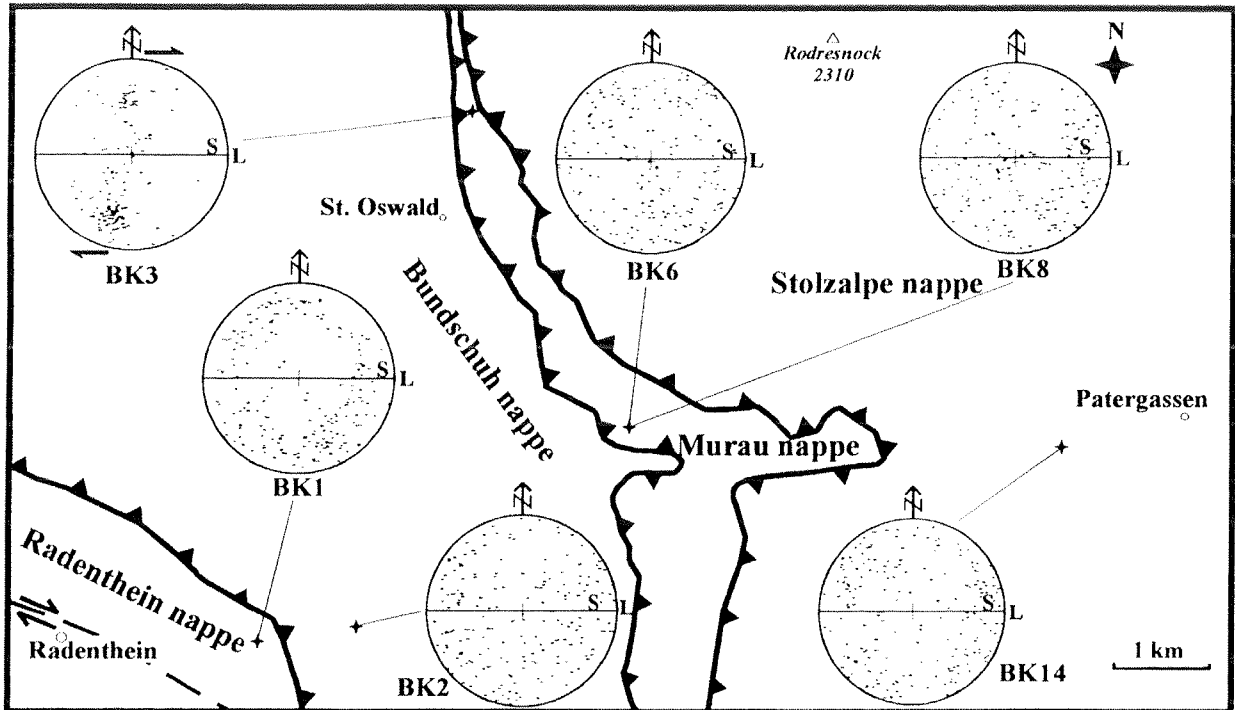 N
Rodresnock
2310
N
N
N
S
L
S
L
S
L
BK3
St. Oswald
BK6
BK8
Stolzalpe nappe
N
S
L
BK1
Bundschuh nappe
Patergassen
Murau nappe
N
N
Radenthein nappe
S
L
S
L
Radenthein
BK2
BK14
1 km